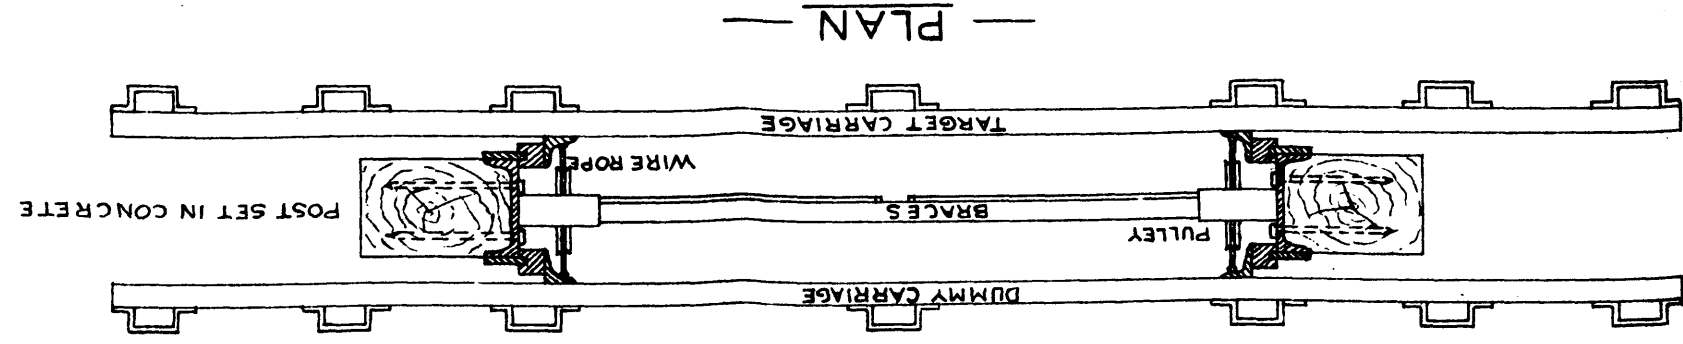 DUMMY CARRIAGE
PULLEY
BRACES
POST SET IN CONCRETE
WIRE ROPE
TARGET CARRIAGE
— PLAN —